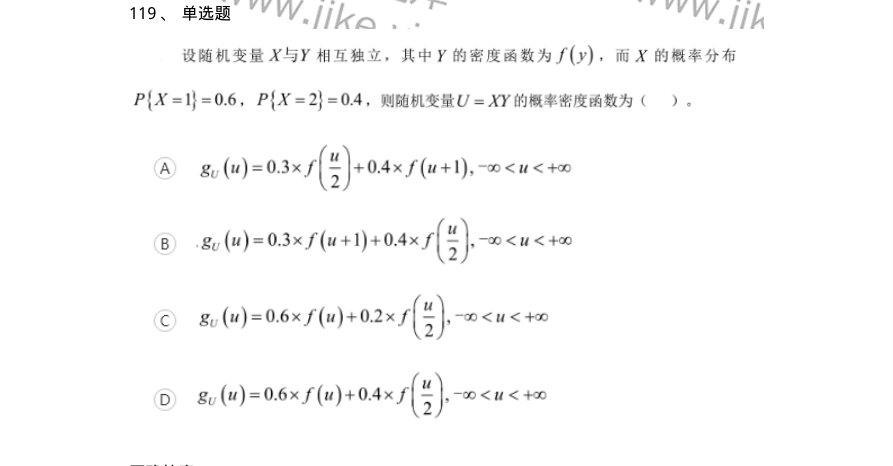 WW.jike
WW.jik
119、 单选题
设随机变量 X与Y 相互独立，其中 Y 的密度函数为 f(y)，而 X 的概率分布
P{X=1}=0.6，P{X=2}=0.4，则随机变量U=XY的概率密度函数为（ ）。
A g_U(u)=0.3×f(u/2)+0.4×f(u+1),-∞<u<+∞
B g_U(u)=0.3×f(u+1)+0.4×f(u/2),-∞<u<+∞
C g_U(u)=0.6×f(u)+0.2×f(u/2),-∞<u<+∞
D g_U(u)=0.6×f(u)+0.4×f(u/2),-∞<u<+∞